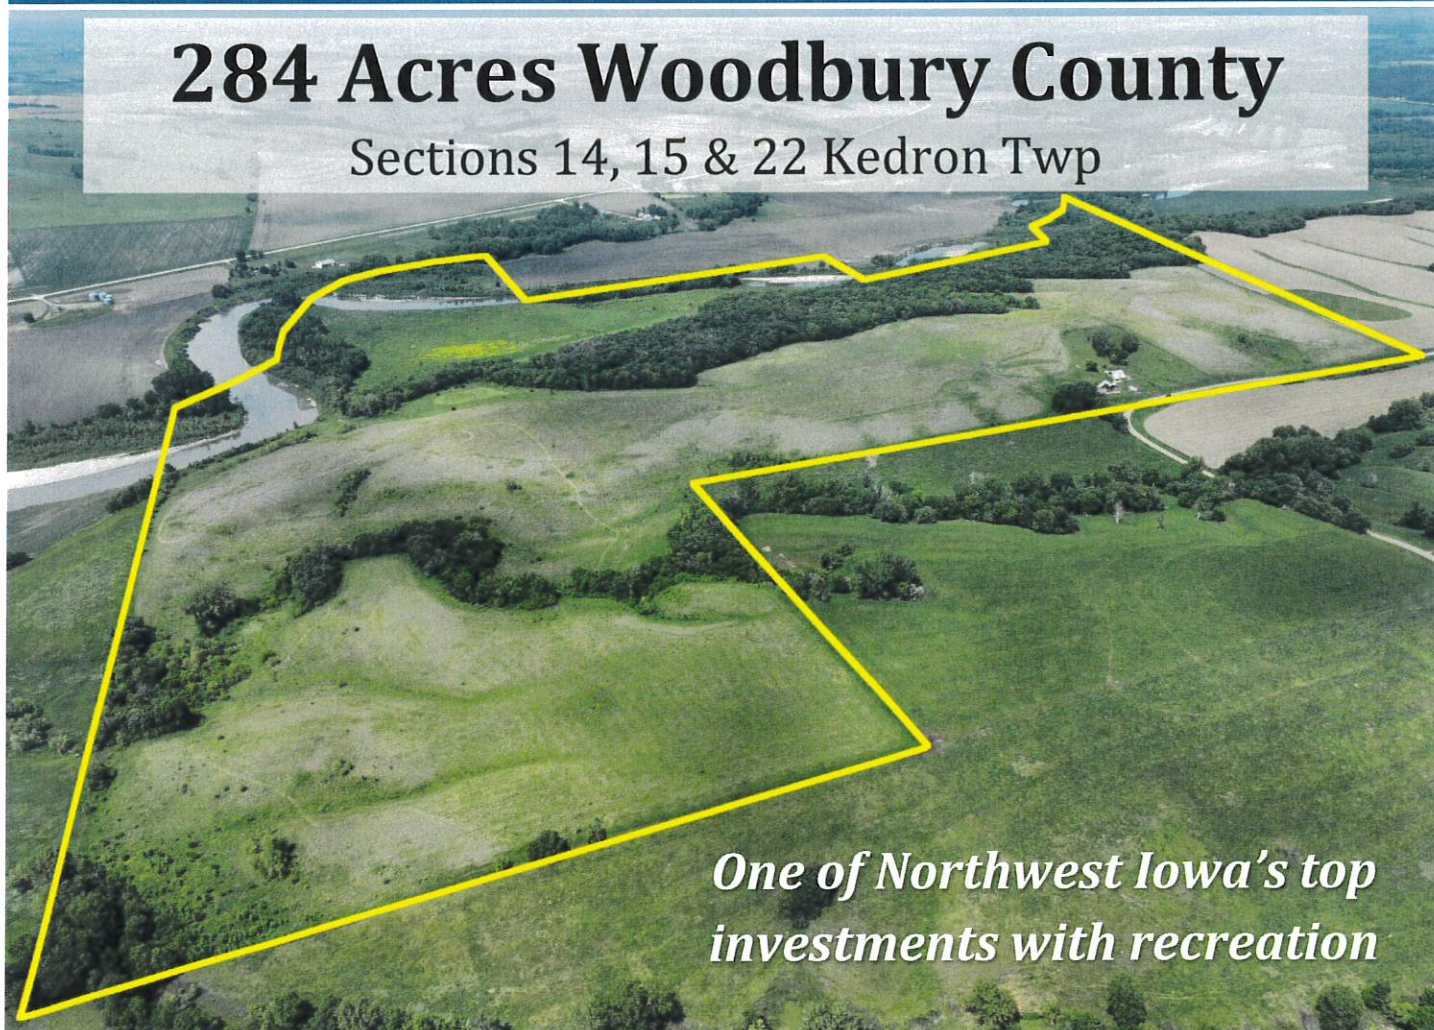 284 Acres Woodbury County
Sections 14, 15 & 22 Kedron Twp
One of Northwest Iowa's top
investments with recreation